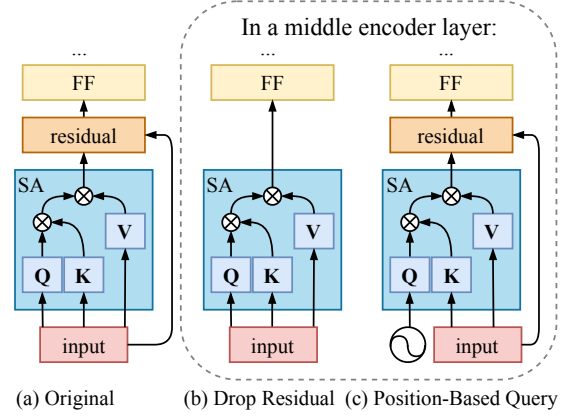 In a middle encoder layer:
... ... ...
FF FF FF
residual residual
SA SA SA
V V V
Q K Q K Q K
input input input
(a) Original (b) Drop Residual (c) Position-Based Query